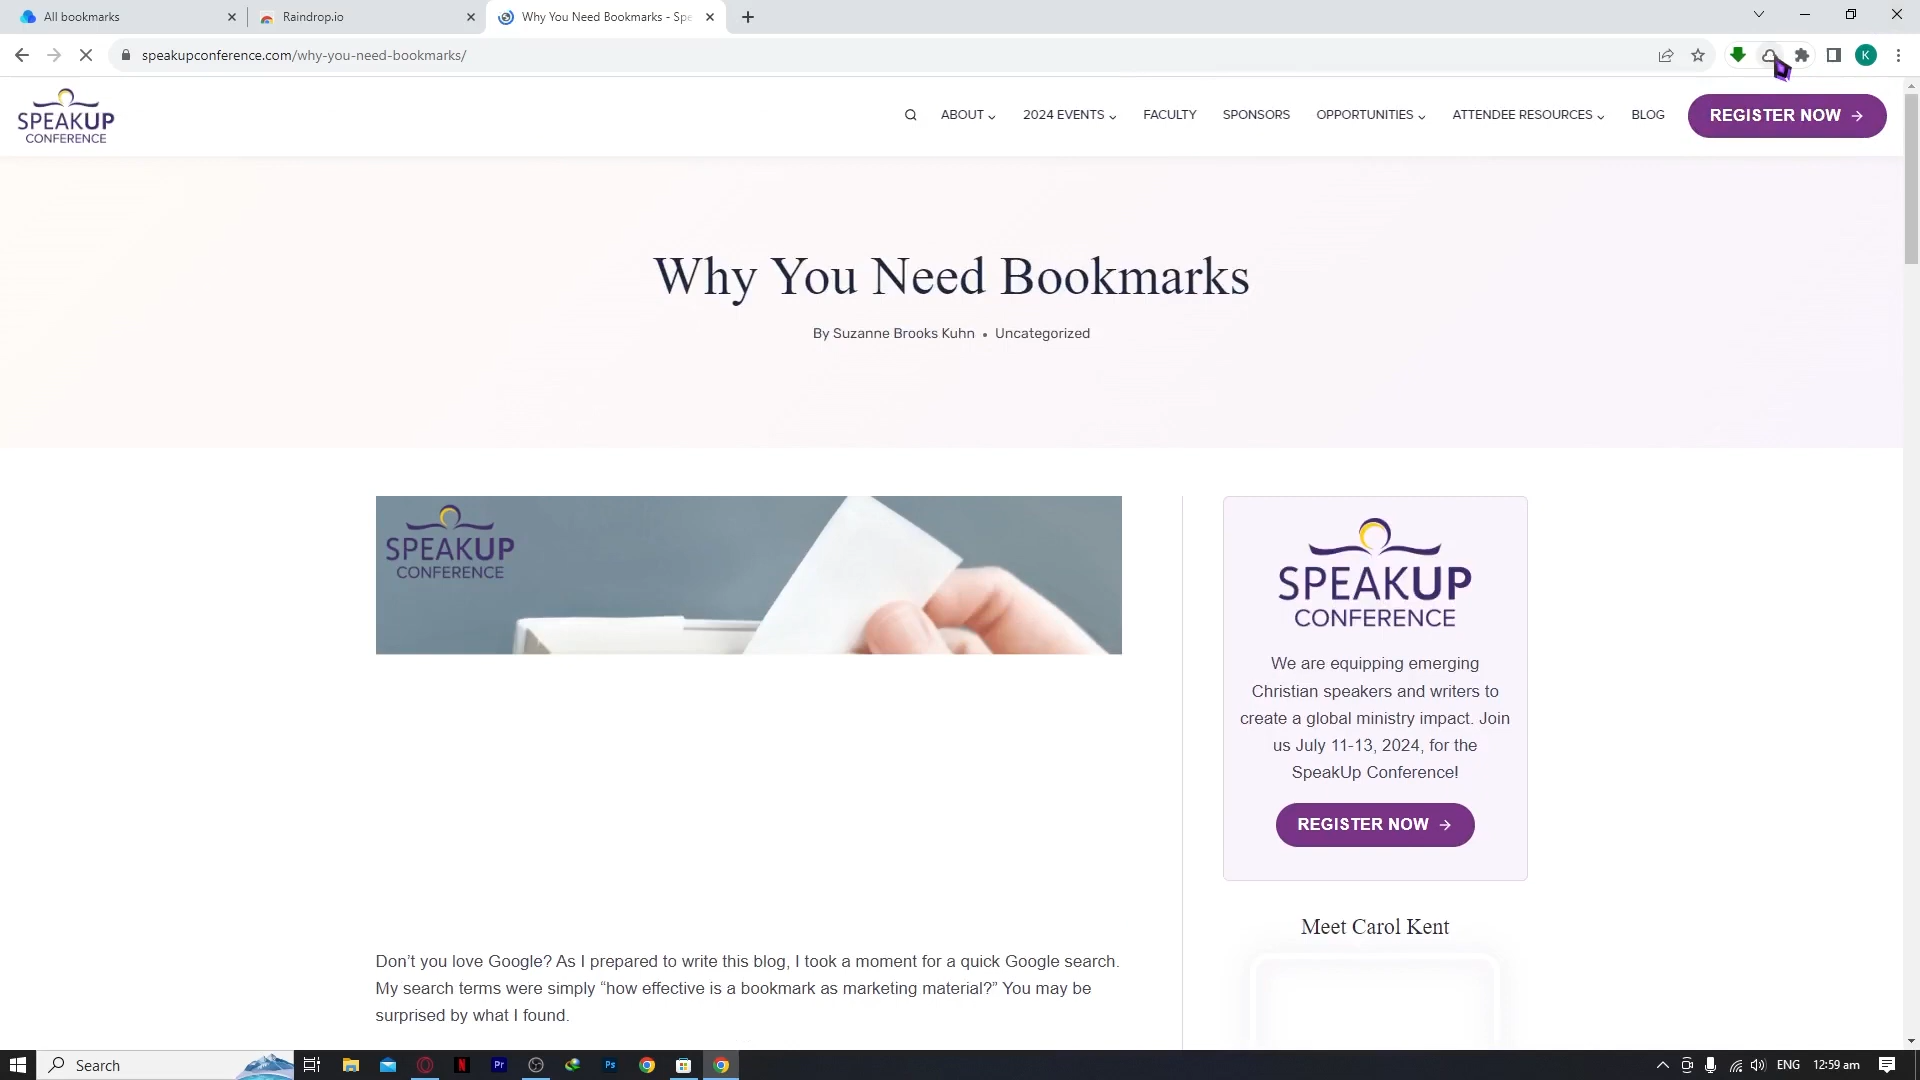 All bookmarks
Raindrop.io
Why You Need Bookmarks - Spe
speakupconference.com/why-you-need-bookmarks/
K
SPEAKUP
CONFERENCE
ABOUT
2024 EVENTS
FACULTY
SPONSORS
OPPORTUNITIES
ATTENDEE RESOURCES
BLOG
REGISTER NOW
Why You Need Bookmarks
By Suzanne Brooks Kuhn • Uncategorized
SPEAKUP
CONFERENCE
SPEAKUP
CONFERENCE
We are equipping emerging
Christian speakers and writers to
create a global ministry impact. Join
us July 11-13, 2024, for the
SpeakUp Conference!
REGISTER NOW
Meet Carol Kent
Don’t you love Google? As I prepared to write this blog, I took a moment for a quick Google search.
My search terms were simply “how effective is a bookmark as marketing material?” You may be
surprised by what I found.
Search
N
Pr
Ps
ENG
12:59 am